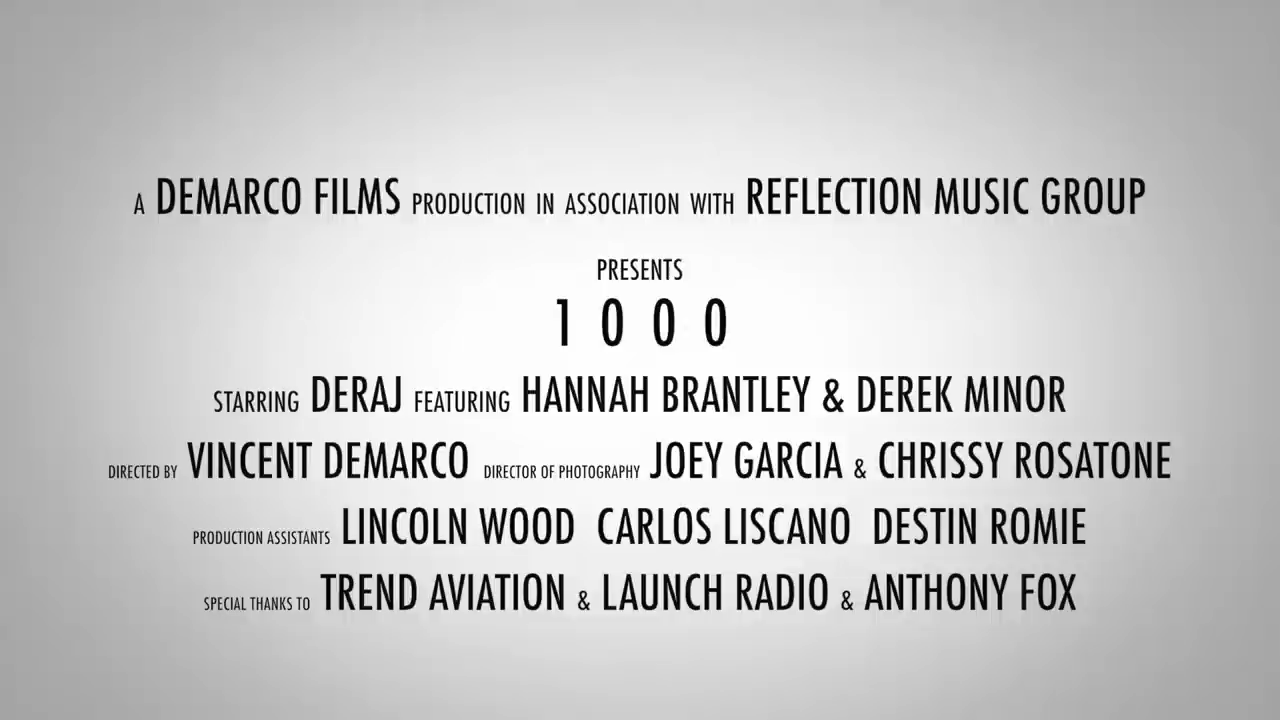 A DEMARCO FILMS PRODUCTION IN ASSOCIATION WITH REFLECTION MUSIC GROUP
PRESENTS
1000
STARRING DERAJ FEATURING HANNAH BRANTLEY & DEREK MINOR
DIRECTED BY VINCENT DEMARCO DIRECTOR OF PHOTOGRAPHY JOEY GARCIA & CHRISSY ROSATONE
PRODUCTION ASSISTANTS LINCOLN WOOD CARLOS LISCANO DESTIN ROMIE
SPECIAL THANKS TO TREND AVIATION & LAUNCH RADIO & ANTHONY FOX